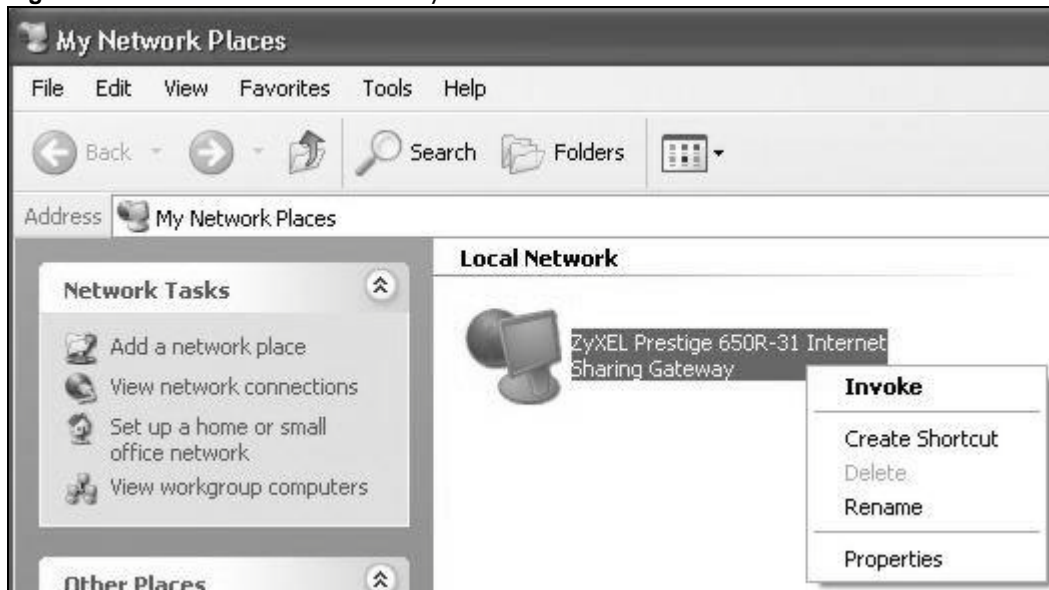 My Network Places
File Edit View Favorites Tools Help
Back Search Folders
Address My Network Places
Local Network
Network Tasks
Add a network place
View network connections
Set up a home or small
office network
View workgroup computers
Other Places
ZyXEL Prestige 650R-31 Internet
Sharing Gateway
Invoke
Create Shortcut
Delete
Rename
Properties